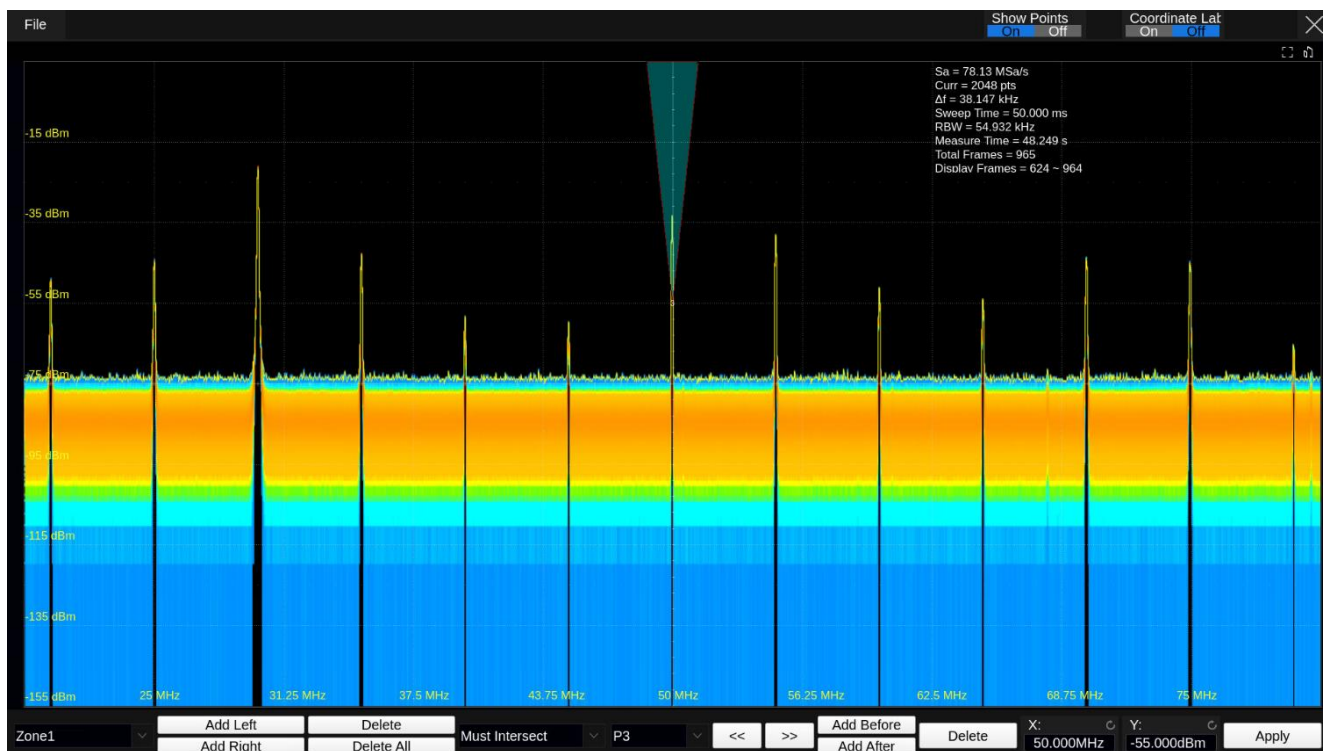 File
Show Points
On Off
Coordinate Lab
On Off
Sa = 78.13 MSa/s
Curr = 2048 pts
Δf = 38.147 kHz
Sweep Time = 50.000 ms
RBW = 54.932 kHz
Measure Time = 48.249 s
Total Frames = 965
Display Frames = 624 ~ 964
-15 dBm
-35 dBm
-55 dBm
-75 dBm
-95 dBm
-115 dBm
-135 dBm
-155 dBm
25 MHz 31.25 MHz 37.5 MHz 43.75 MHz 50 MHz 56.25 MHz 62.5 MHz 68.75 MHz 75 MHz
Zone1
Add Left
Add Right
Delete
Delete All
Must Intersect
P3
<<
>>
Add Before
Add After
Delete
X:
50.000MHz
Y:
-55.000dBm
Apply